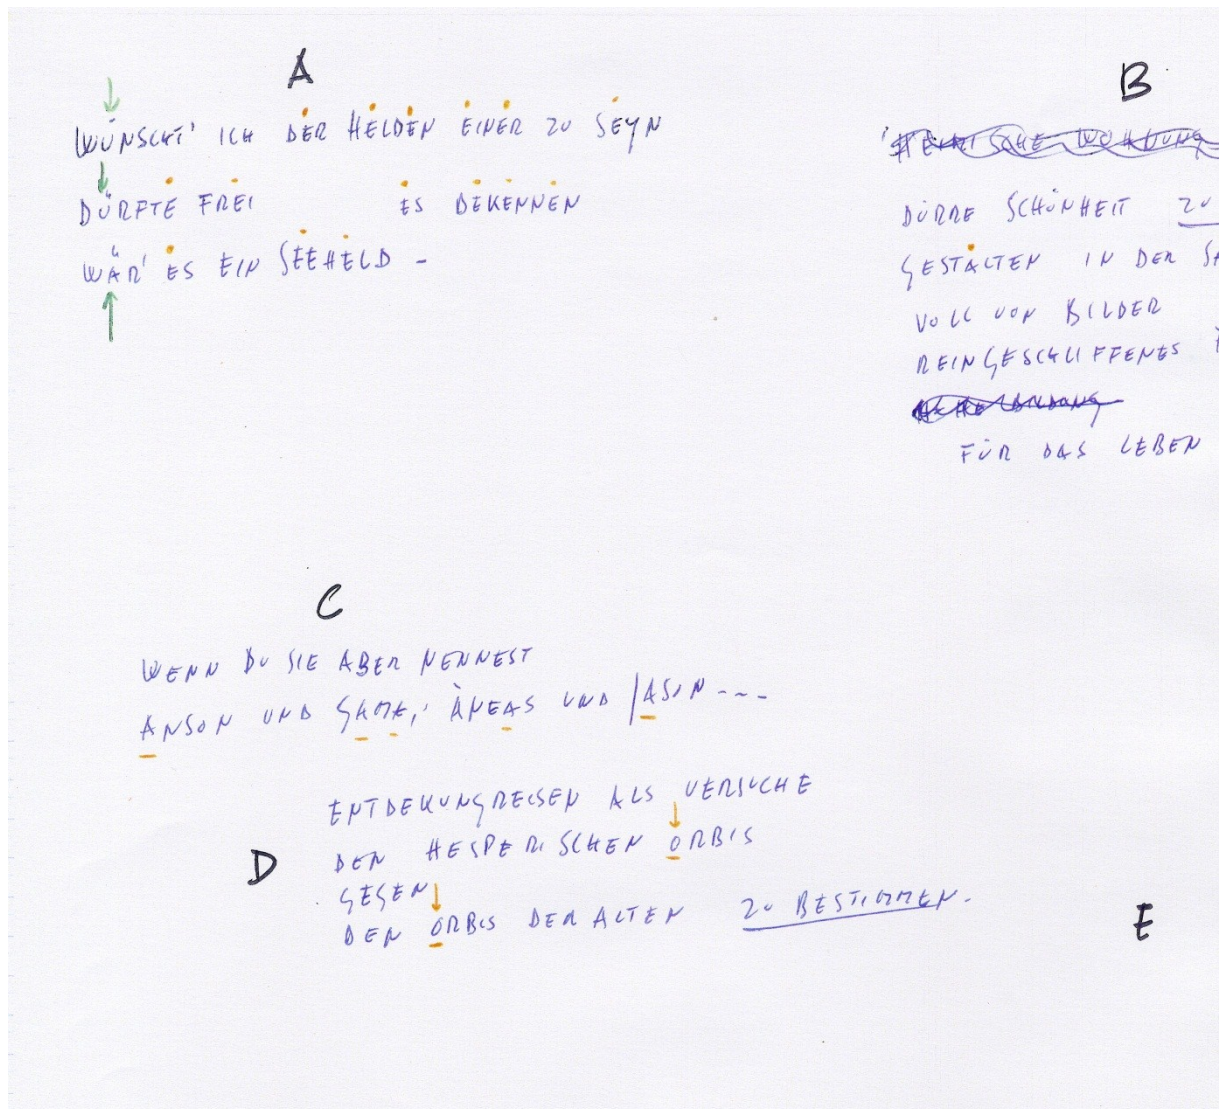 A
WÜNSCHT' ICH DER HELDEN EINER ZU SEYN
DÜRFTE FREI ES BEKENNEN
WÄR' ES EIN SEEHELD -
B
DÜRRE SCHÖNHEIT ZU
GESTALTEN IN DER
VOLL VON BILDER
REINGESCHLIFFENES
FÜR DAS LEBEN
C
WENN DU SIE ABER NENNEST
ANSON UND GAMA, ÄNEAS UND JASON ----
D
ENTDEKUNGREISEN ALS VERSUCHE
DEN HESPERISCHEN ORBIS
GEGEN
DEN ORBIS DER ALTEN ZU BESTIMMEN.
E